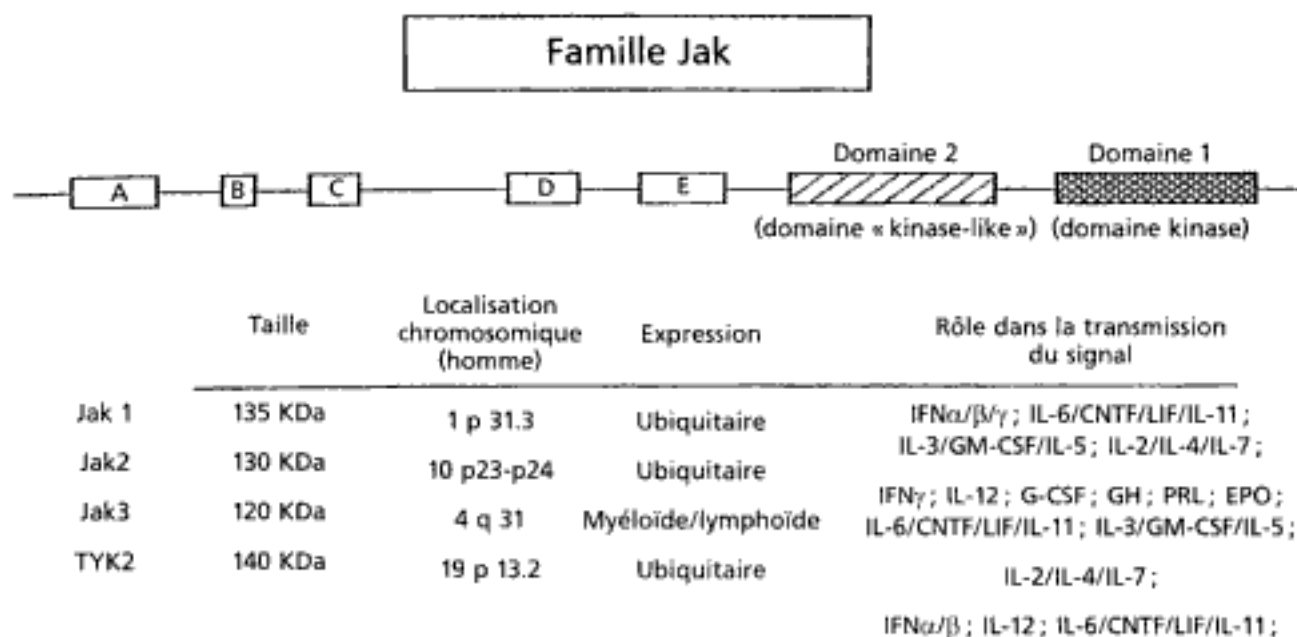 Famille Jak
Domaine 2 Domaine 1
A B C D E
(domaine « kinase-like ») (domaine kinase)
Taille Localisation chromosomique (homme) Expression Rôle dans la transmission du signal
Jak 1 135 KDa 1 p 31.3 Ubiquitaire IFNα/β/γ ; IL-6/CNTF/LIF/IL-11 ;
IL-3/GM-CSF/IL-5 ; IL-2/IL-4/IL-7 ;
Jak2 130 KDa 10 p23-p24 Ubiquitaire IFNγ ; IL-12 ; G-CSF ; GH ; PRL ; EPO ;
IL-6/CNTF/LIF/IL-11 ; IL-3/GM-CSF/IL-5 ;
Jak3 120 KDa 4 q 31 Myéloïde/lymphoïde IL-2/IL-4/IL-7 ;
TYK2 140 KDa 19 p 13.2 Ubiquitaire IFNα/β ; IL-12 ; IL-6/CNTF/LIF/IL-11 ;